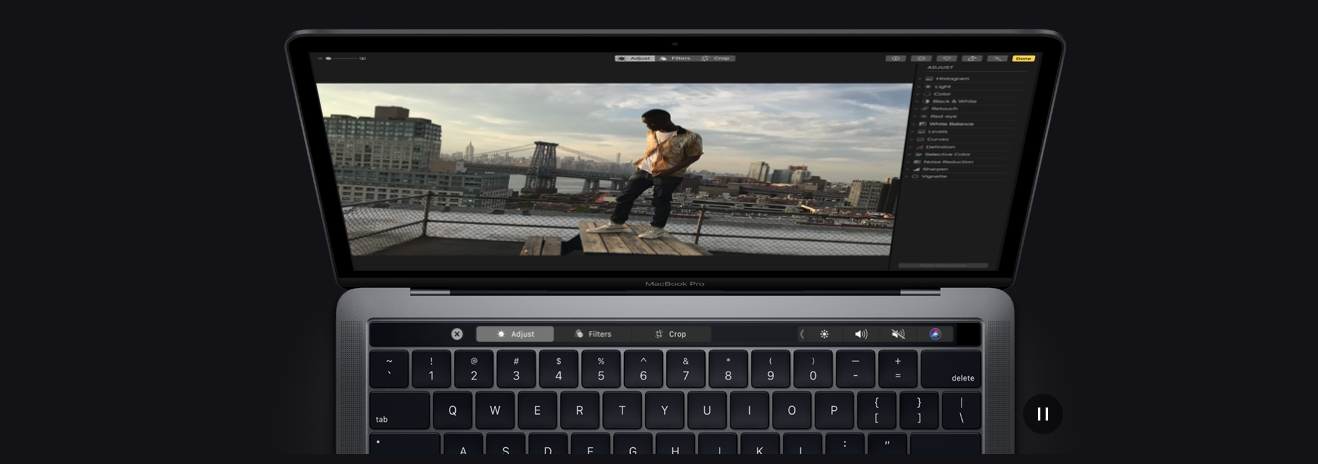 Adjust Filters Crop Done
ADJUST
Histogram
Light
Color
Black & White
Retouch
Red-eye
White Balance
Levels
Curves
Definition
Selective Color
Noise Reduction
Sharpen
Vignette
MacBook Pro
Adjust Filters Crop
~ ! @ # $ % ^ & * ( ) — +
` 1 2 3 4 5 6 7 8 9 0 - = delete
tab Q W E R T Y U I O P { [ } ] | \
A S D F G H J K L : "